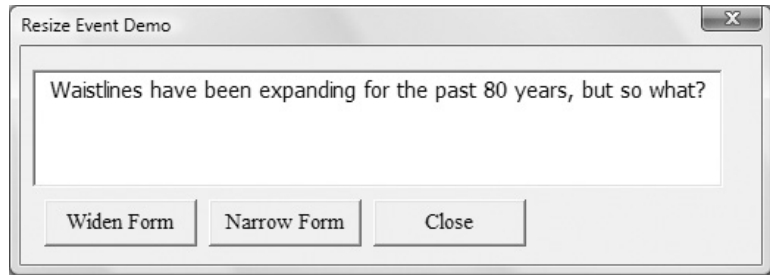 Resize Event Demo
Waistlines have been expanding for the past 80 years, but so what?
Widen Form Narrow Form Close